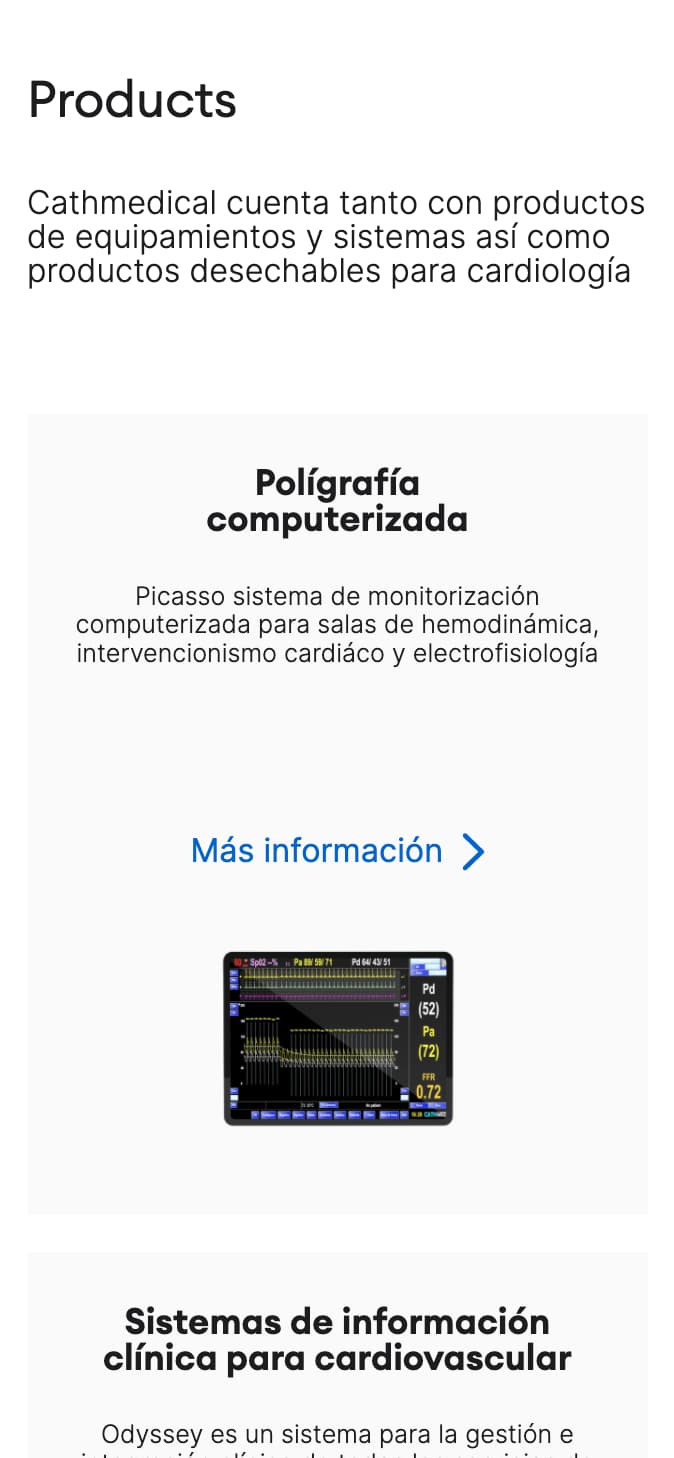 Products
Cathmedical cuenta tanto con productos
de equipamientos y sistemas así como
productos desechables para cardiología
Polígrafía
computerizada
Picasso sistema de monitorización
computerizada para salas de hemodinámica,
intervencionismo cardiáco y electrofisiología
Más información
60 Sp02 --% Pa 89/ 59/ 71 Pd 64/ 43/ 51
Pd
(52)
Pa
(72)
FFR
0.72
Sistemas de información
clínica para cardiovascular
Odyssey es un sistema para la gestión e